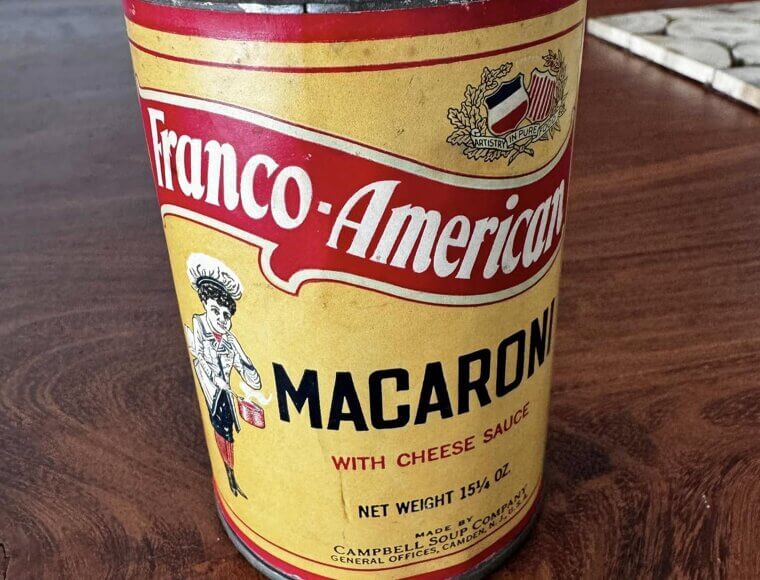 ARTISTRY IN PURE
Franco-American
MACARONI
WITH CHEESE SAUCE
NET WEIGHT 15¼ OZ.
MADE BY
CAMPBELL SOUP COMPANY
GENERAL OFFICES, CAMDEN, N. J., U.S.A.